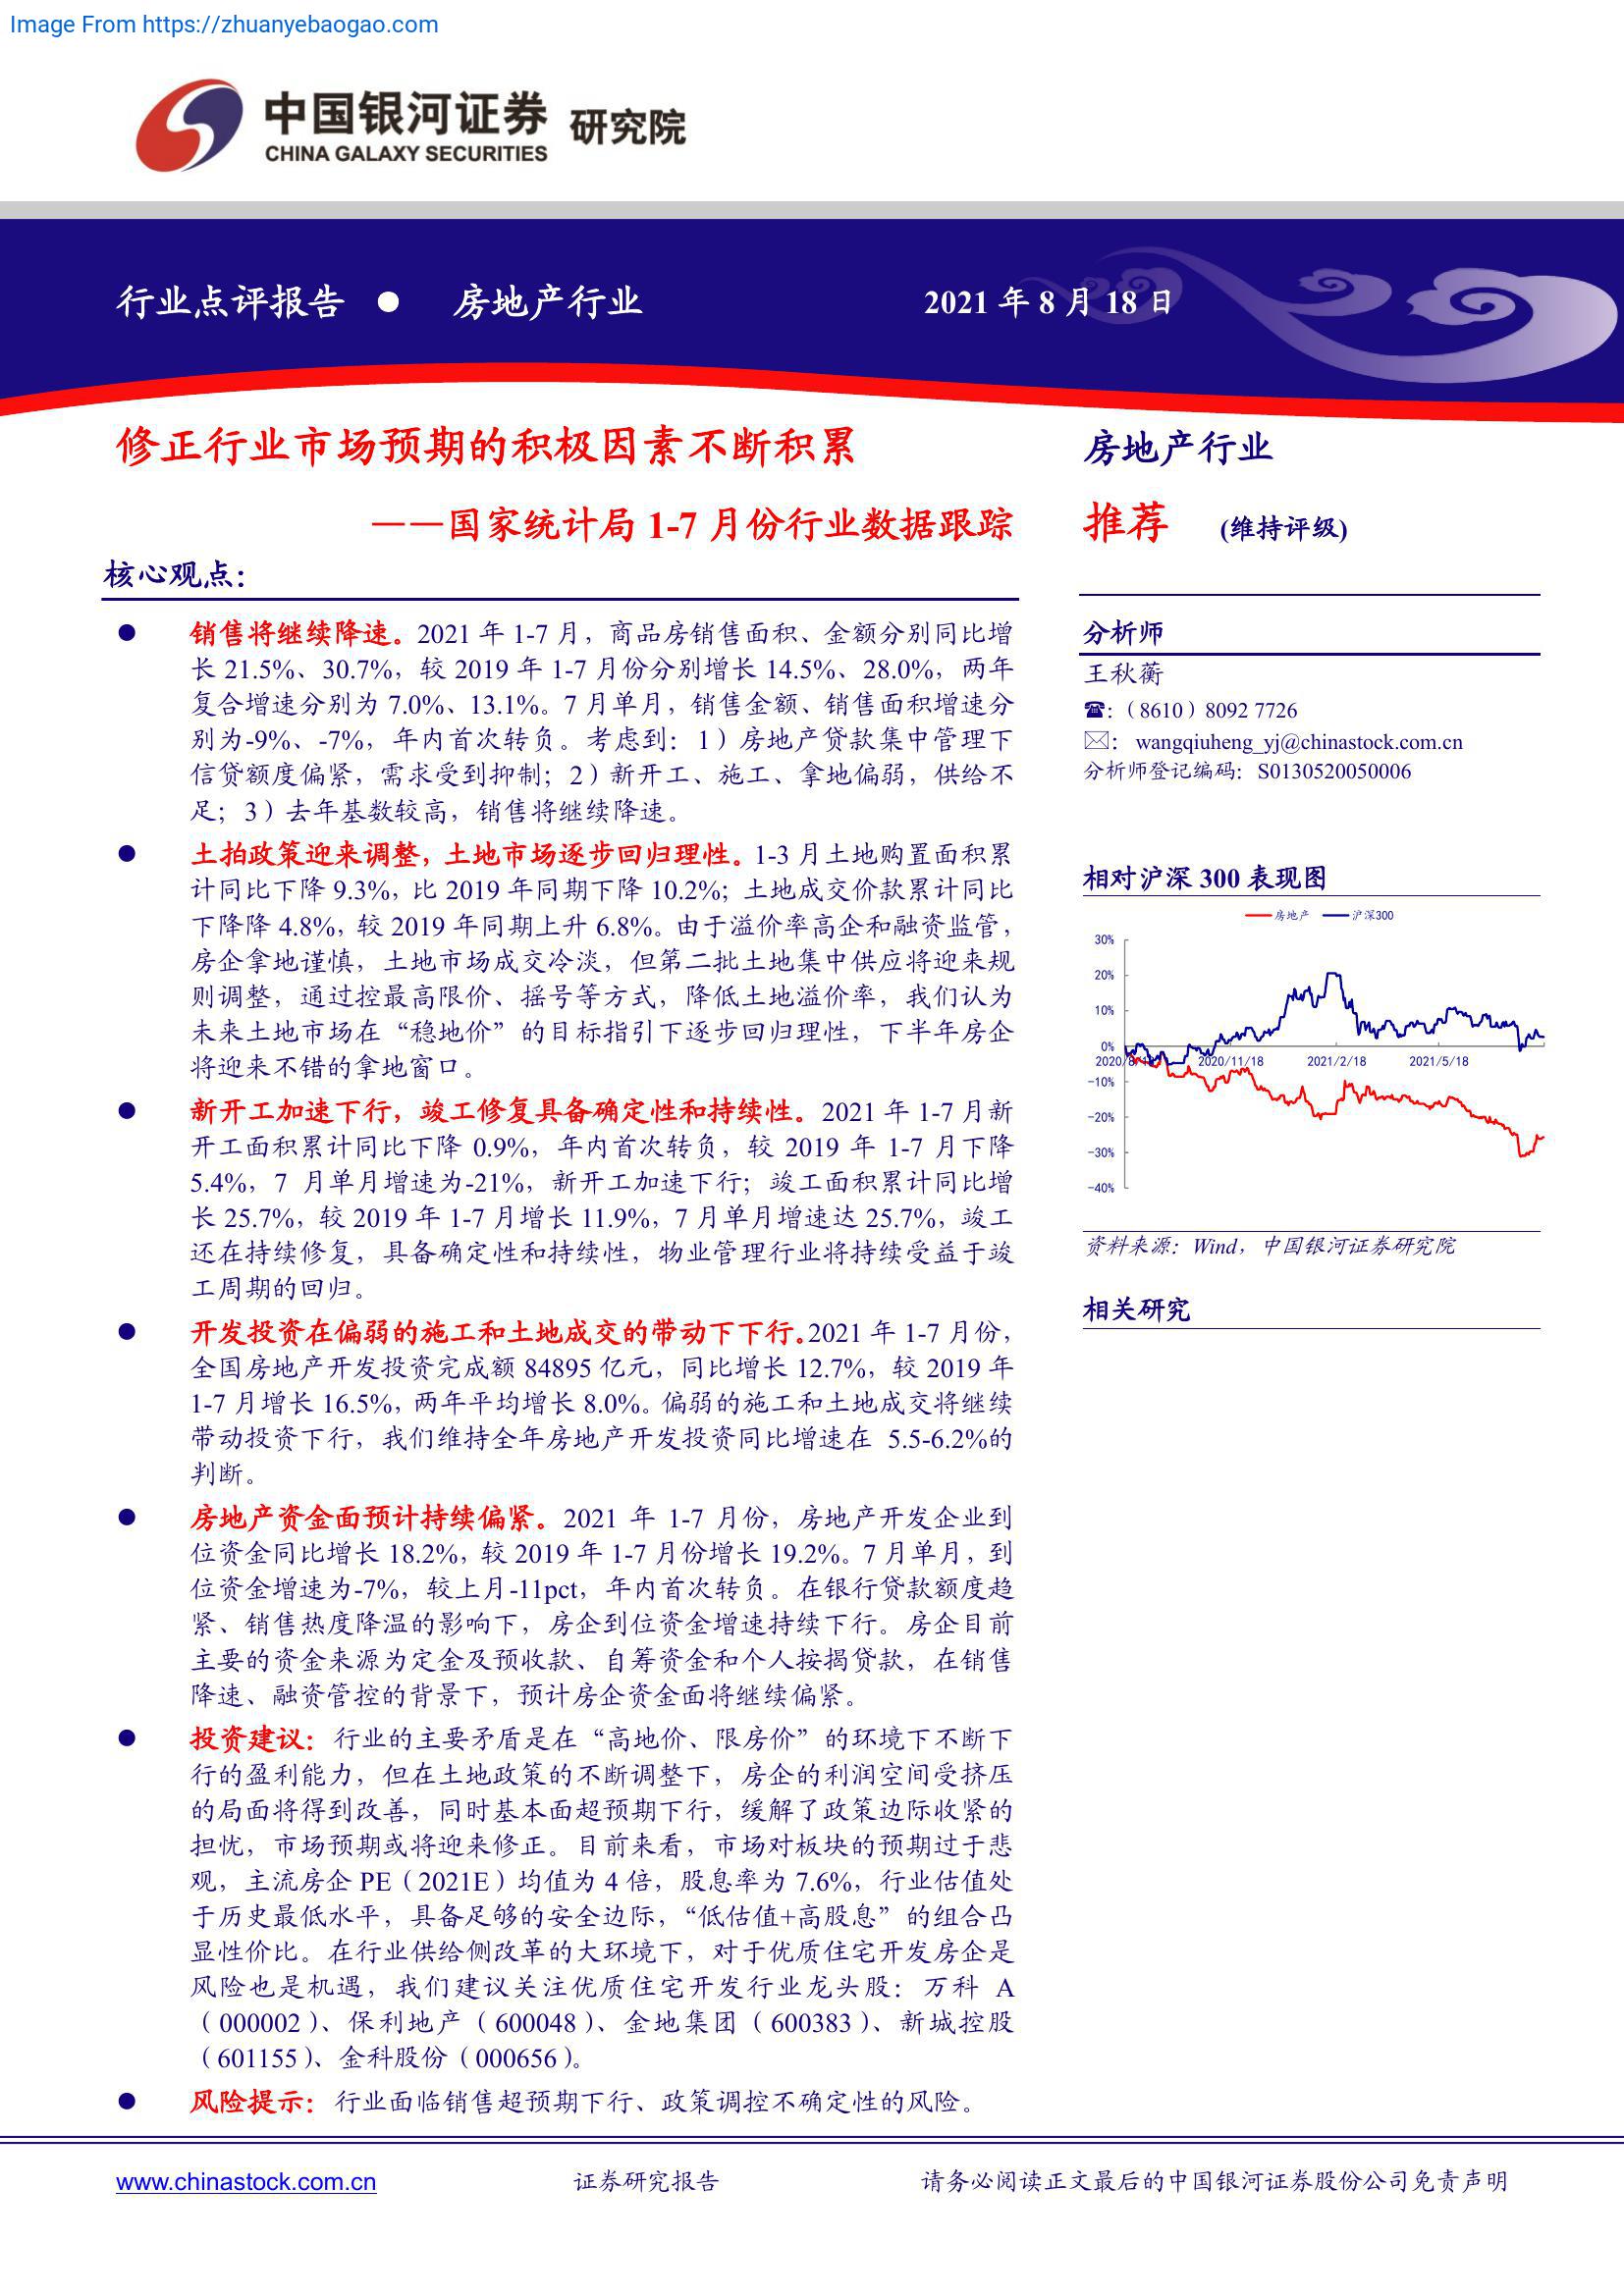 Image From https://zhuanyebaogao.com
中国银河证券 研究院
CHINA GALAXY SECURITIES
行业点评报告 ● 房地产行业 2021 年 8 月 18 日
修正行业市场预期的积极因素不断积累
——国家统计局 1-7 月份行业数据跟踪
核心观点：
● 销售将继续降速。2021 年 1-7 月，商品房销售面积、金额分别同比增
长 21.5%、30.7%，较 2019 年 1-7 月份分别增长 14.5%、28.0%，两年
复合增速分别为 7.0%、13.1%。7 月单月，销售金额、销售面积增速分
别为-9%、-7%，年内首次转负。考虑到：1）房地产贷款集中管理下
信贷额度偏紧，需求受到抑制；2）新开工、施工、拿地偏弱，供给不
足；3）去年基数较高，销售将继续降速。
● 土拍政策迎来调整，土地市场逐步回归理性。1-3 月土地购置面积累
计同比下降 9.3%，比 2019 年同期下降 10.2%；土地成交价款累计同比
下降降 4.8%，较 2019 年同期上升 6.8%。由于溢价率高企和融资监管，
房企拿地谨慎，土地市场成交冷淡，但第二批土地集中供应将迎来规
则调整，通过控最高限价、摇号等方式，降低土地溢价率，我们认为
未来土地市场在“稳地价”的目标指引下逐步回归理性，下半年房企
将迎来不错的拿地窗口。
● 新开工加速下行，竣工修复具备确定性和持续性。2021 年 1-7 月新
开工面积累计同比下降 0.9%，年内首次转负，较 2019 年 1-7 月下降
5.4%，7 月单月增速为-21%，新开工加速下行；竣工面积累计同比增
长 25.7%，较 2019 年 1-7 月增长 11.9%，7 月单月增速达 25.7%，竣工
还在持续修复，具备确定性和持续性，物业管理行业将持续受益于竣
工周期的回归。
● 开发投资在偏弱的施工和土地成交的带动下下行。2021 年 1-7 月份，
全国房地产开发投资完成额 84895 亿元，同比增长 12.7%，较 2019 年
1-7 月增长 16.5%，两年平均增长 8.0%。偏弱的施工和土地成交将继续
带动投资下行，我们维持全年房地产开发投资同比增速在 5.5-6.2%的
判断。
● 房地产资金面预计持续偏紧。2021 年 1-7 月份，房地产开发企业到
位资金同比增长 18.2%，较 2019 年 1-7 月份增长 19.2%。7 月单月，到
位资金增速为-7%，较上月-11pct，年内首次转负。在银行贷款额度趋
紧、销售热度降温的影响下，房企到位资金增速持续下行。房企目前
主要的资金来源为定金及预收款、自筹资金和个人按揭贷款，在销售
降速、融资管控的背景下，预计房企资金面将继续偏紧。
● 投资建议：行业的主要矛盾是在“高地价、限房价”的环境下不断下
行的盈利能力，但在土地政策的不断调整下，房企的利润空间受挤压
的局面将得到改善，同时基本面超预期下行，缓解了政策边际收紧的
担忧，市场预期或将迎来修正。目前来看，市场对板块的预期过于悲
观，主流房企 PE（2021E）均值为 4 倍，股息率为 7.6%，行业估值处
于历史最低水平，具备足够的安全边际，“低估值+高股息”的组合凸
显性价比。在行业供给侧改革的大环境下，对于优质住宅开发房企是
风险也是机遇，我们建议关注优质住宅开发行业龙头股：万科 A
（000002）、保利地产（600048）、金地集团（600383）、新城控股
（601155）、金科股份（000656）。
● 风险提示：行业面临销售超预期下行、政策调控不确定性的风险。
房地产行业
推荐 (维持评级)
分析师
王秋蘅
☎：（8610）8092 7726
✉： wangqiuheng_yj@chinastock.com.cn
分析师登记编码：S0130520050006
相对沪深 300 表现图
房地产 沪深300
30%
20%
10%
0%
2020/8/18 2020/11/18 2021/2/18 2021/5/18
-10%
-20%
-30%
-40%
资料来源：Wind，中国银河证券研究院
相关研究
www.chinastock.com.cn 证券研究报告 请务必阅读正文最后的中国银河证券股份公司免责声明